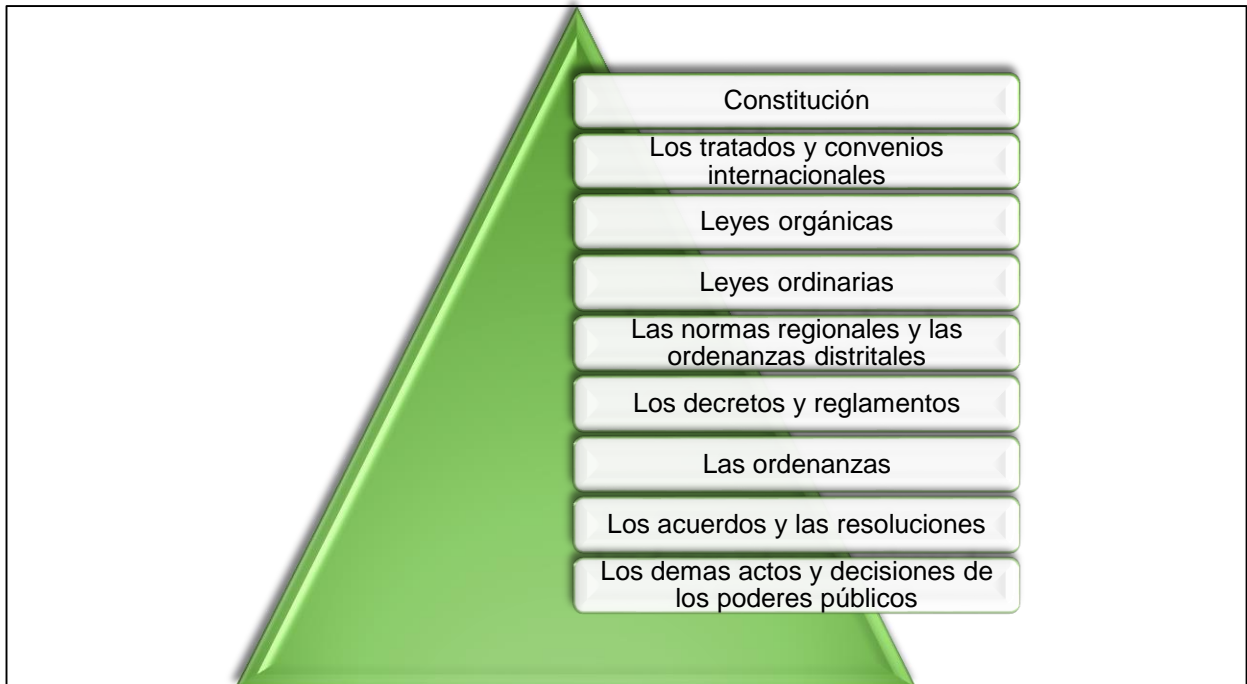 Constitución
Los tratados y convenios
internacionales
Leyes orgánicas
Leyes ordinarias
Las normas regionales y las
ordenanzas distritales
Los decretos y reglamentos
Las ordenanzas
Los acuerdos y las resoluciones
Los demas actos y decisiones de
los poderes públicos